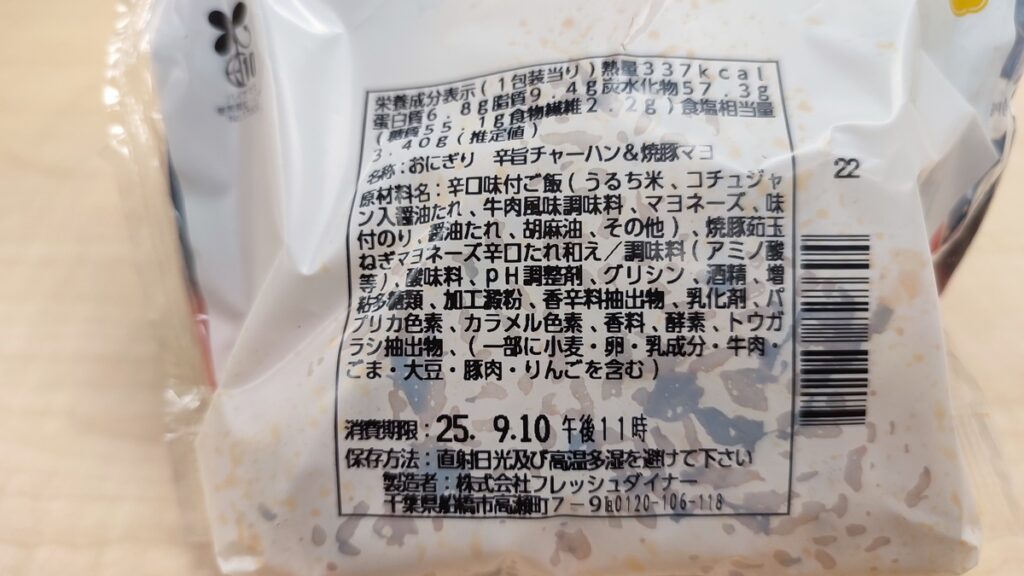 栄養成分表示(1包装当り)熱量337kcal
蛋白質6.8g脂質9.4g炭水化物57.3g
(糖質55.1g食物繊維2.2g)食塩相当量
3.40g(推定値)
名称:おにぎり 辛旨チャーハン&焼豚マヨ
原材料名:辛口味付ご飯(うるち米、コチュジャ
ン入醤油たれ、牛肉風味調味料、マヨネーズ、味
付のり、醤油たれ、胡麻油、その他)、焼豚茹玉
ねぎマヨネーズ辛口たれ和え/調味料(アミノ酸
等)、酸味料、pH調整剤、グリシン、酒精、増
粘多糖類、加工澱粉、香辛料抽出物、乳化剤、パ
プリカ色素、カラメル色素、香料、酵素、トウガ
ラシ抽出物、(一部に小麦・卵・乳成分・牛肉・
ごま・大豆・豚肉・りんごを含む)
消費期限:25. 9.10 午後11時
保存方法:直射日光及び高温多湿を避けて下さい
製造者:株式会社フレッシュダイナー
千葉県船橋市高瀬町7-9℡0120-106-118
22